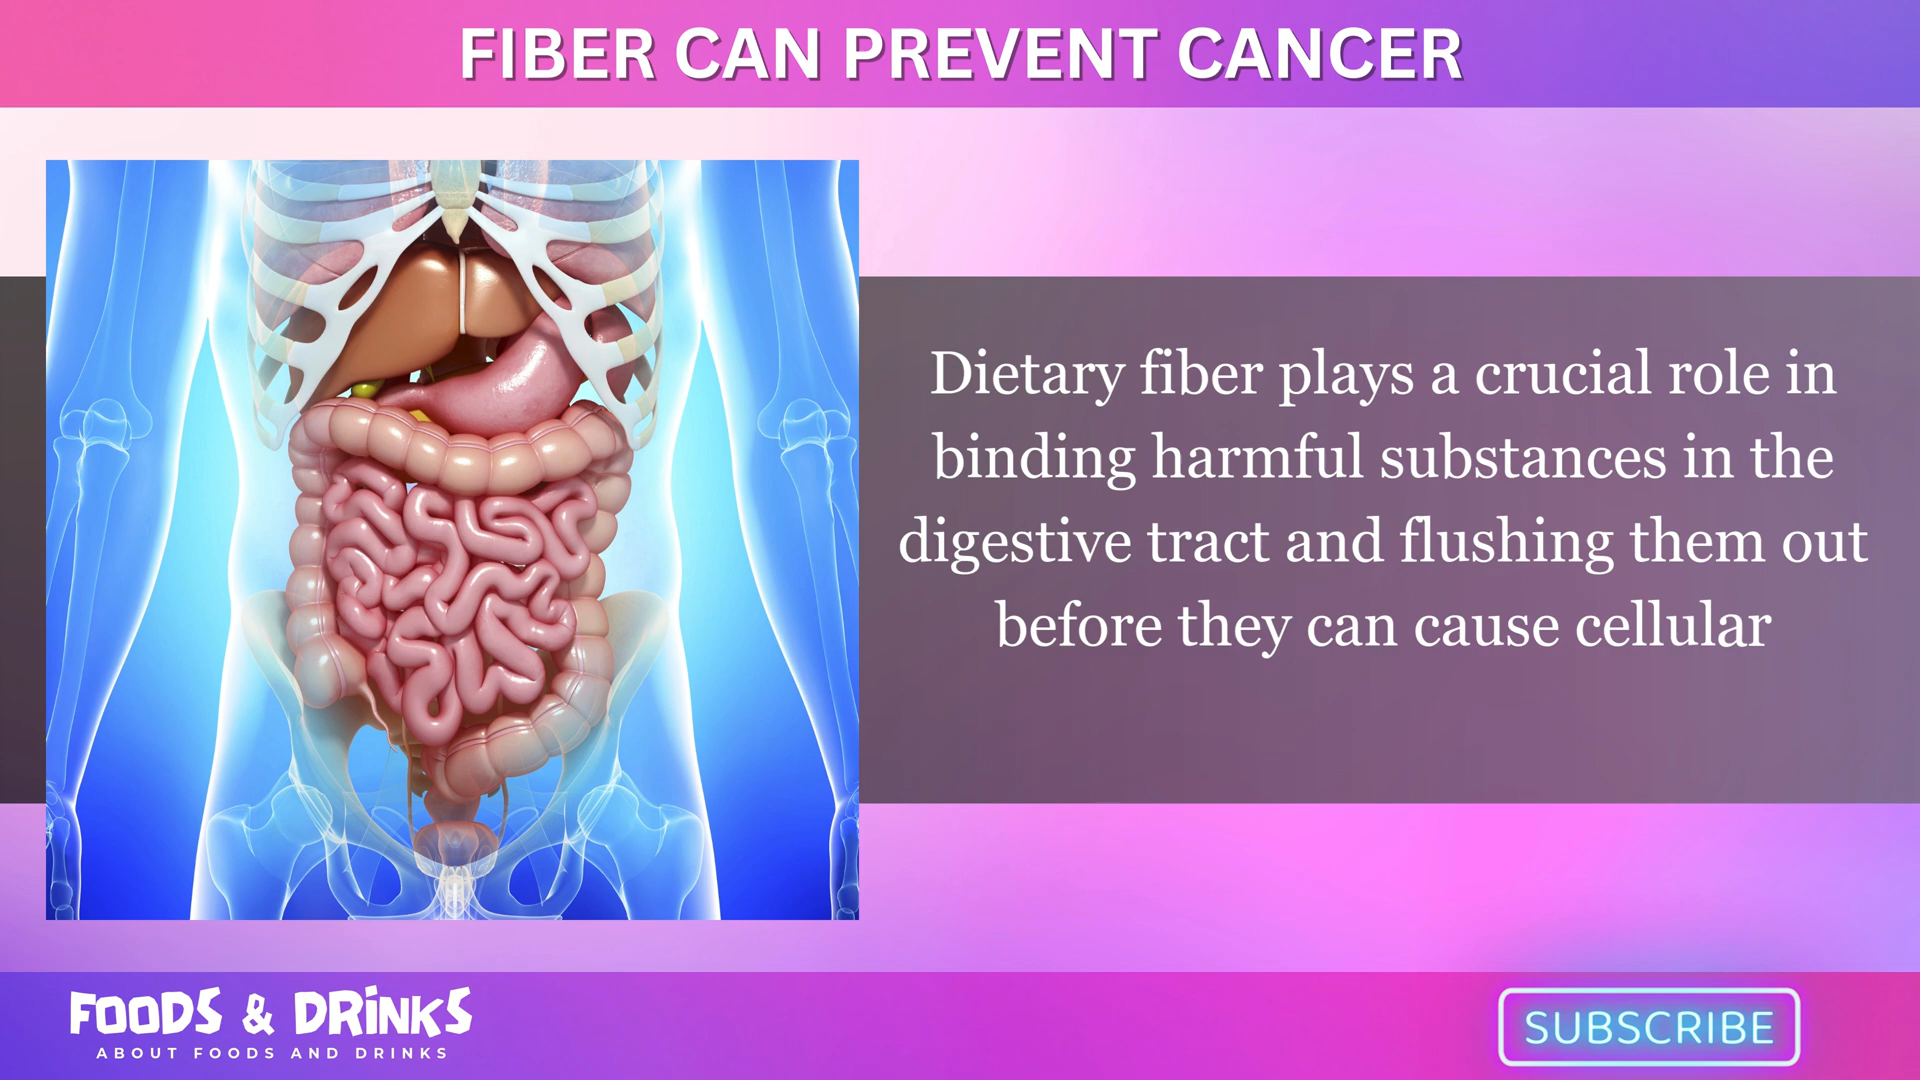 FIBER CAN PREVENT CANCER
Dietary fiber plays a crucial role in
binding harmful substances in the
digestive tract and flushing them out
before they can cause cellular
FOODS & DRiNKS
ABOUT FOODS AND DRINKS
SUBSCRIBE